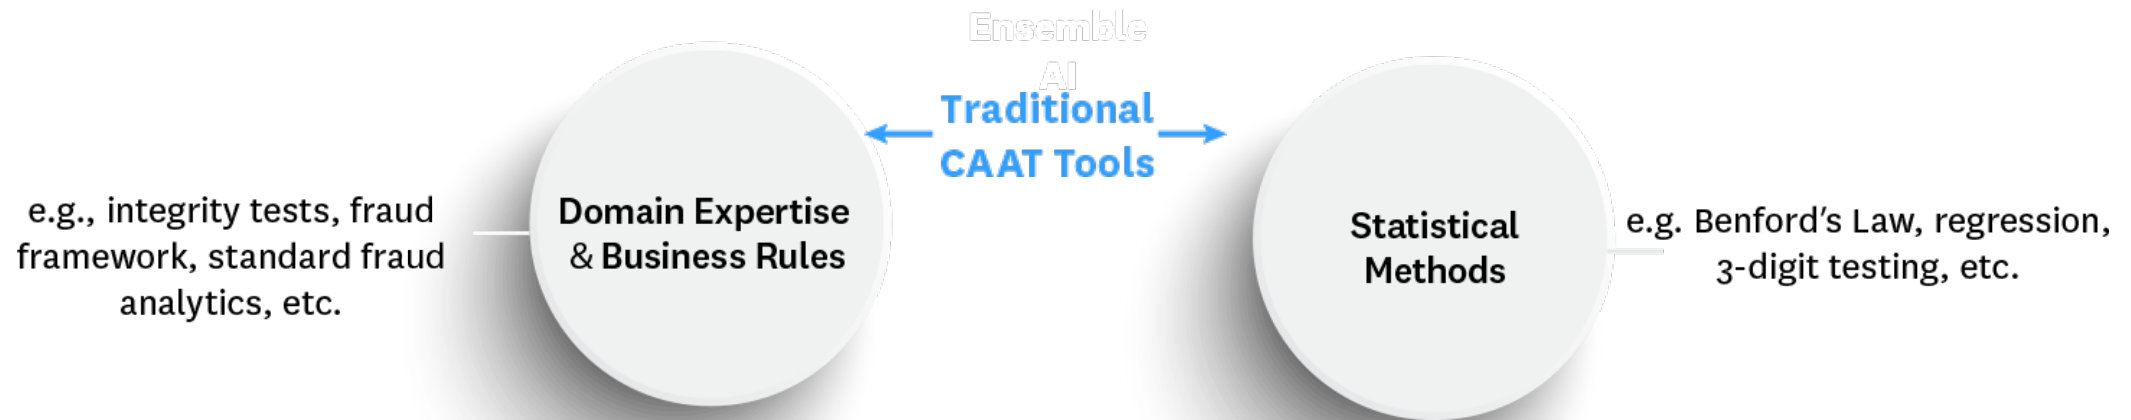 Ensemble
AI
Traditional
CAAT Tools
e.g., integrity tests, fraud
framework, standard fraud
analytics, etc.
Domain Expertise
& Business Rules
Statistical
Methods
e.g. Benford’s Law, regression,
3-digit testing, etc.